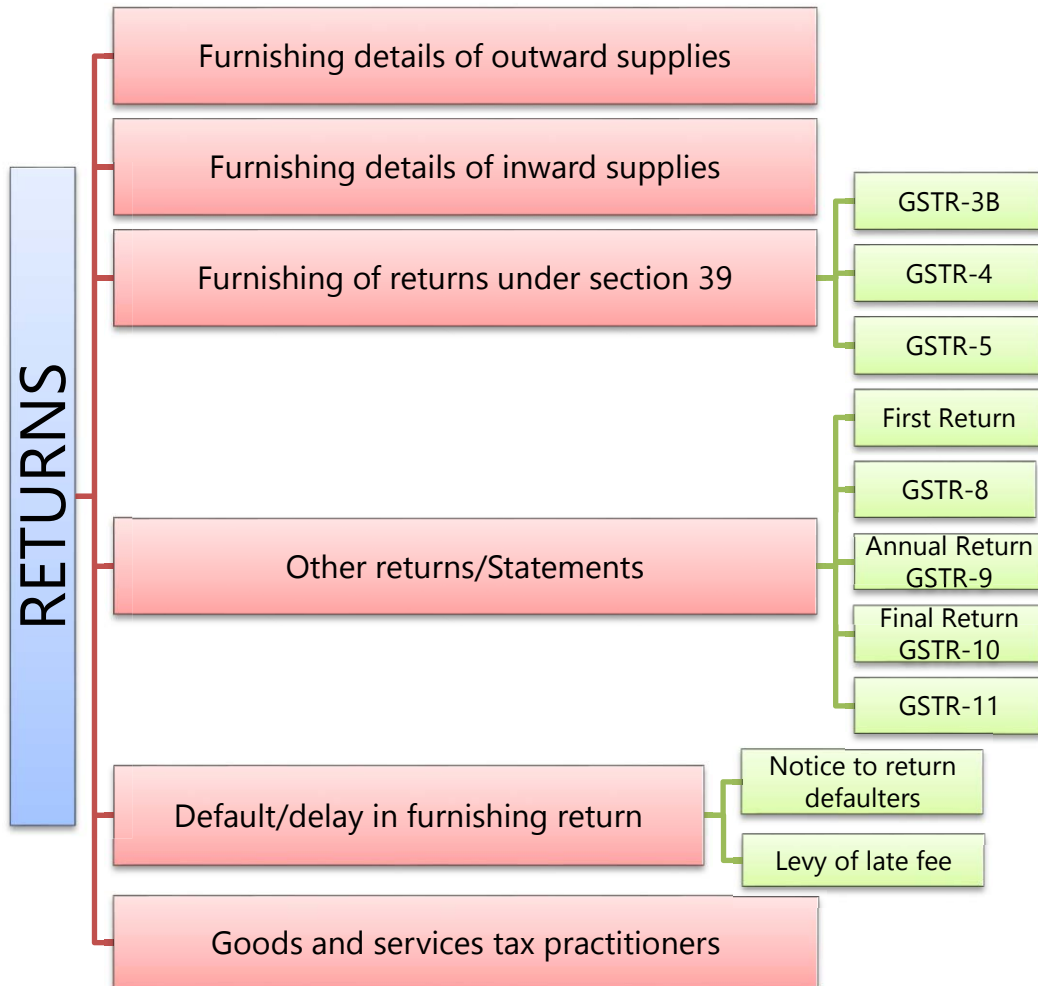 RETURNS
Furnishing details of outward supplies
Furnishing details of inward supplies
Furnishing of returns under section 39
GSTR-3B
GSTR-4
GSTR-5
Other returns/Statements
First Return
GSTR-8
Annual Return
GSTR-9
Final Return
GSTR-10
GSTR-11
Default/delay in furnishing return
Notice to return
defaulters
Levy of late fee
Goods and services tax practitioners